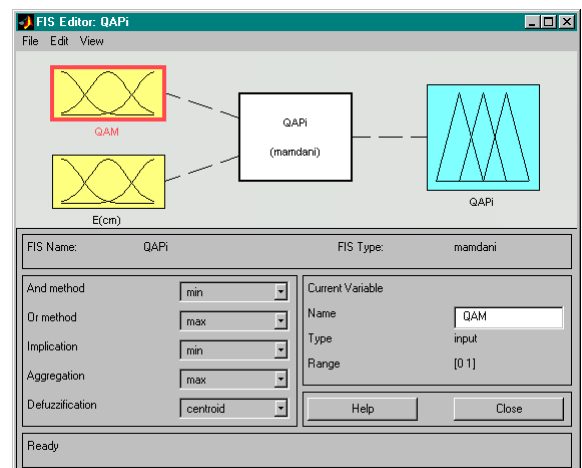 FIS Editor: QAPi
File Edit View
QAM
E(cm)
QAPi
(mamdani)
QAPi
FIS Name: QAPi FIS Type: mamdani
And method min
Or method max
Implication min
Aggregation max
Defuzzification centroid
Current Variable
Name QAM
Type input
Range [0 1]
Help Close
Ready